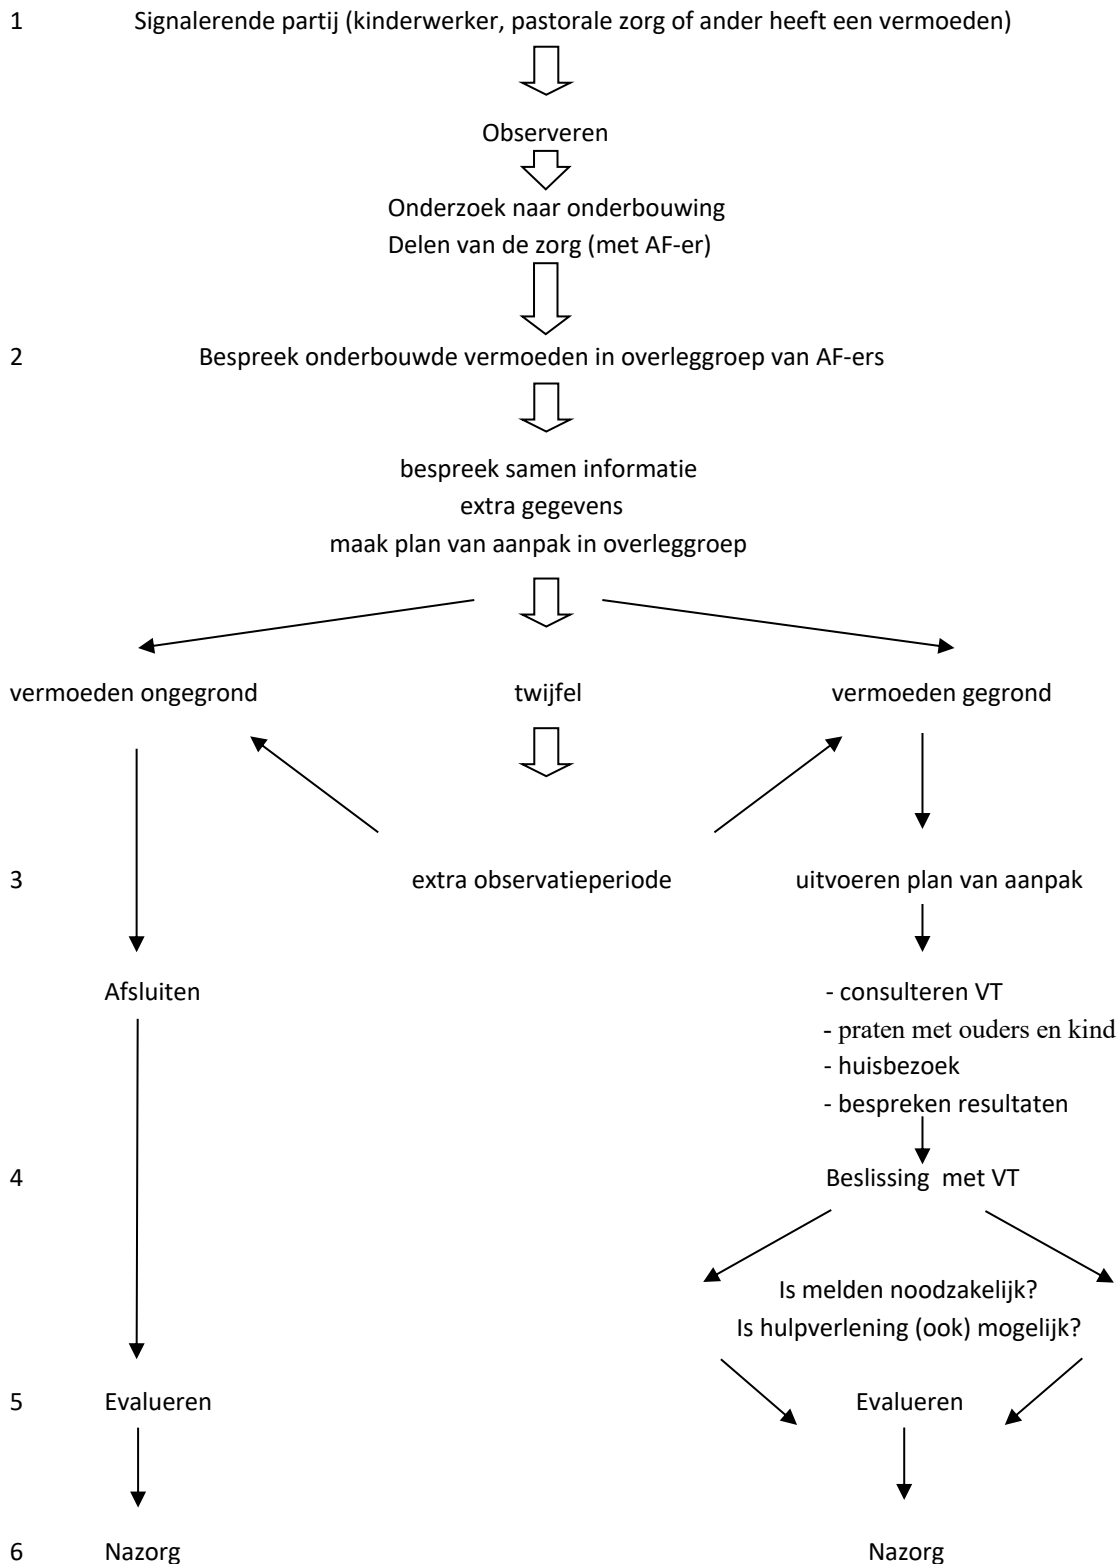 1 Signalerende partij (kinderwerker, pastorale zorg of ander heeft een vermoeden)
Observeren
Onderzoek naar onderbouwing
Delen van de zorg (met AF-er)
2 Bespreek onderbouwde vermoeden in overleggroep van AF-ers
bespreek samen informatie
extra gegevens
maak plan van aanpak in overleggroep
vermoeden ongegrond twijfel vermoeden gegrond
3 extra observatieperiode uitvoeren plan van aanpak
Afsluiten - consulteren VT
- praten met ouders en kind
- huisbezoek
- bespreken resultaten
4 Beslissing met VT
Is melden noodzakelijk?
Is hulpverlening (ook) mogelijk?
5 Evalueren Evalueren
6 Nazorg Nazorg